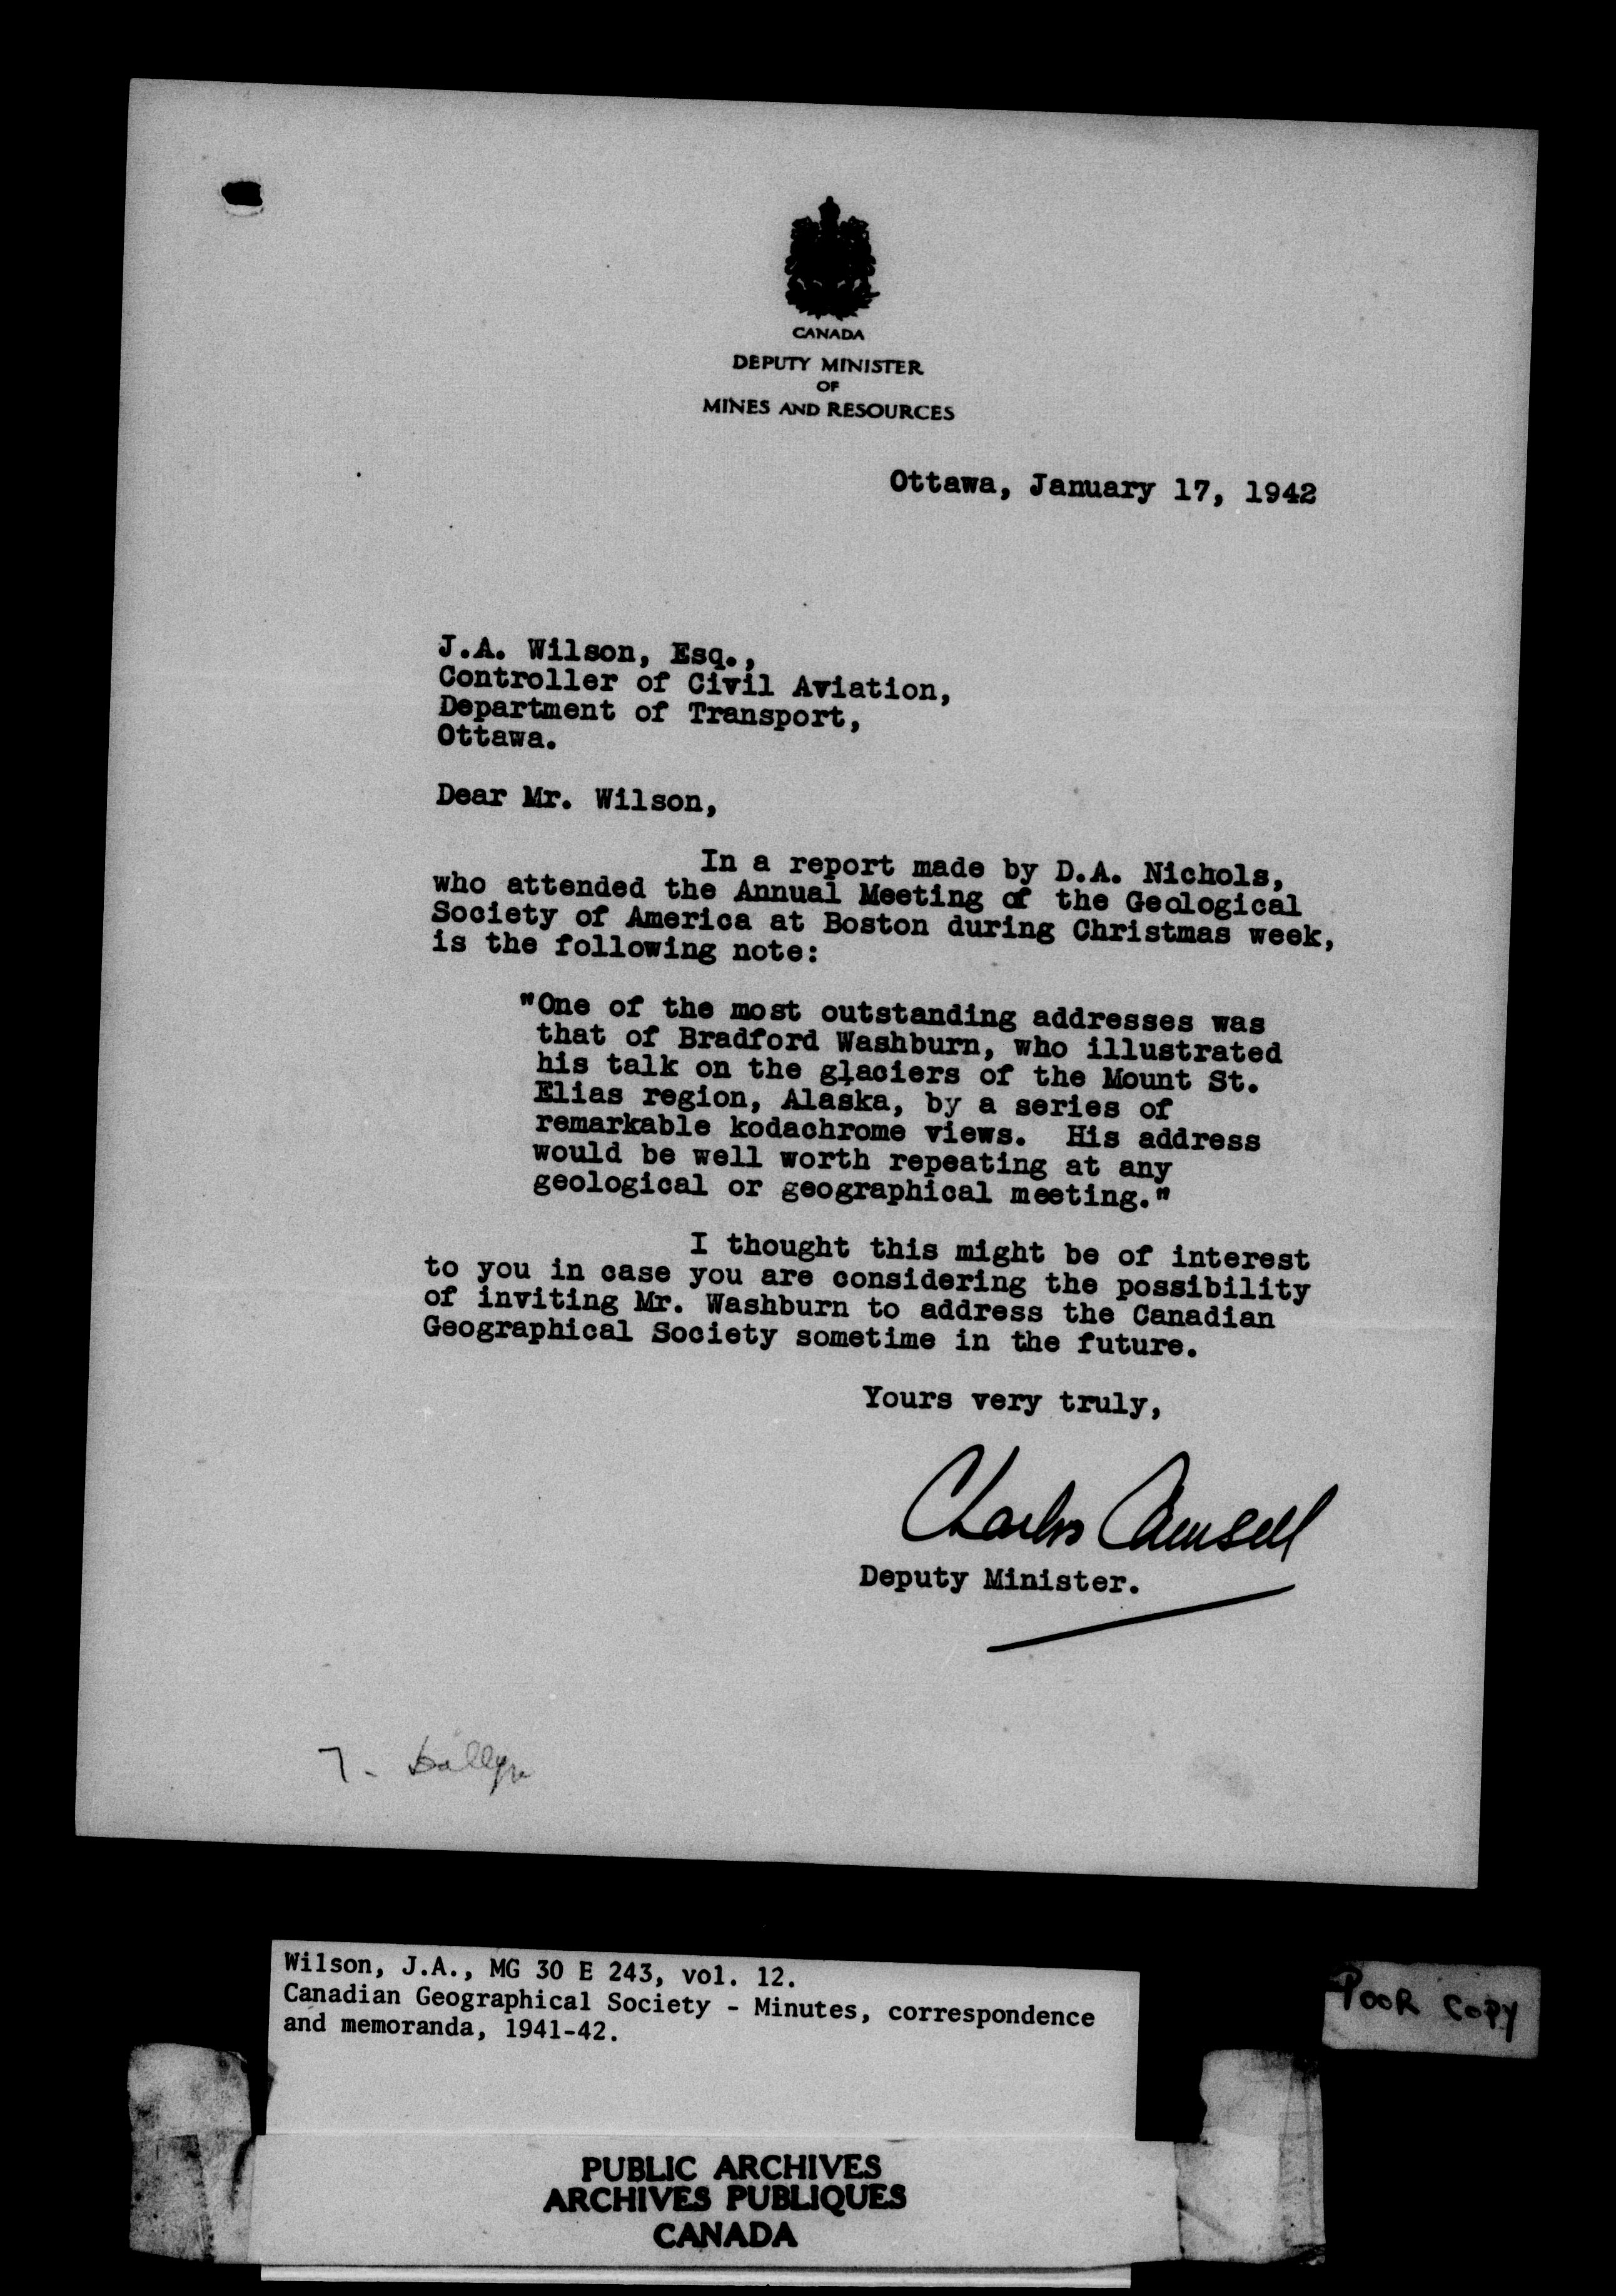 CANADA
DEPUTY MINISTER
OF
MINES AND RESOURCES
Ottawa, January 17, 1942
J.A. Wilson, Esq.,
Controller of Civil Aviation,
Department of Transport,
Ottawa.
Dear Mr. Wilson,
In a report made by D.A. Nichols,
who attended the Annual Meeting of the Geological
Society of America at Boston during Christmas week,
is the following note:
"One of the most outstanding addresses was
that of Bradford Washburn, who illustrated
his talk on the glaciers of the Mount St.
Elias region, Alaska, by a series of
remarkable kodachrome views. His address
would be well worth repeating at any
geological or geographical meeting."
I thought this might be of interest
to you in case you are considering the possibility
of inviting Mr. Washburn to address the Canadian
Geographical Society sometime in the future.
Yours very truly,
Charles Camsell
Deputy Minister.
Wilson, J.A., MG 30 E 243, vol. 12.
Canadian Geographical Society - Minutes, correspondence
and memoranda, 1941-42.
POOR COPY
PUBLIC ARCHIVES
ARCHIVES PUBLIQUES
CANADA